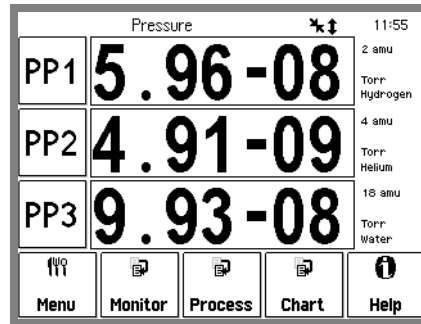 Pressure 11:55
PP1 5.96-08 2 amu
Torr
Hydrogen
PP2 4.91-09 4 amu
Torr
Helium
PP3 9.93-08 18 amu
Torr
Water
Menu Monitor Process Chart Help